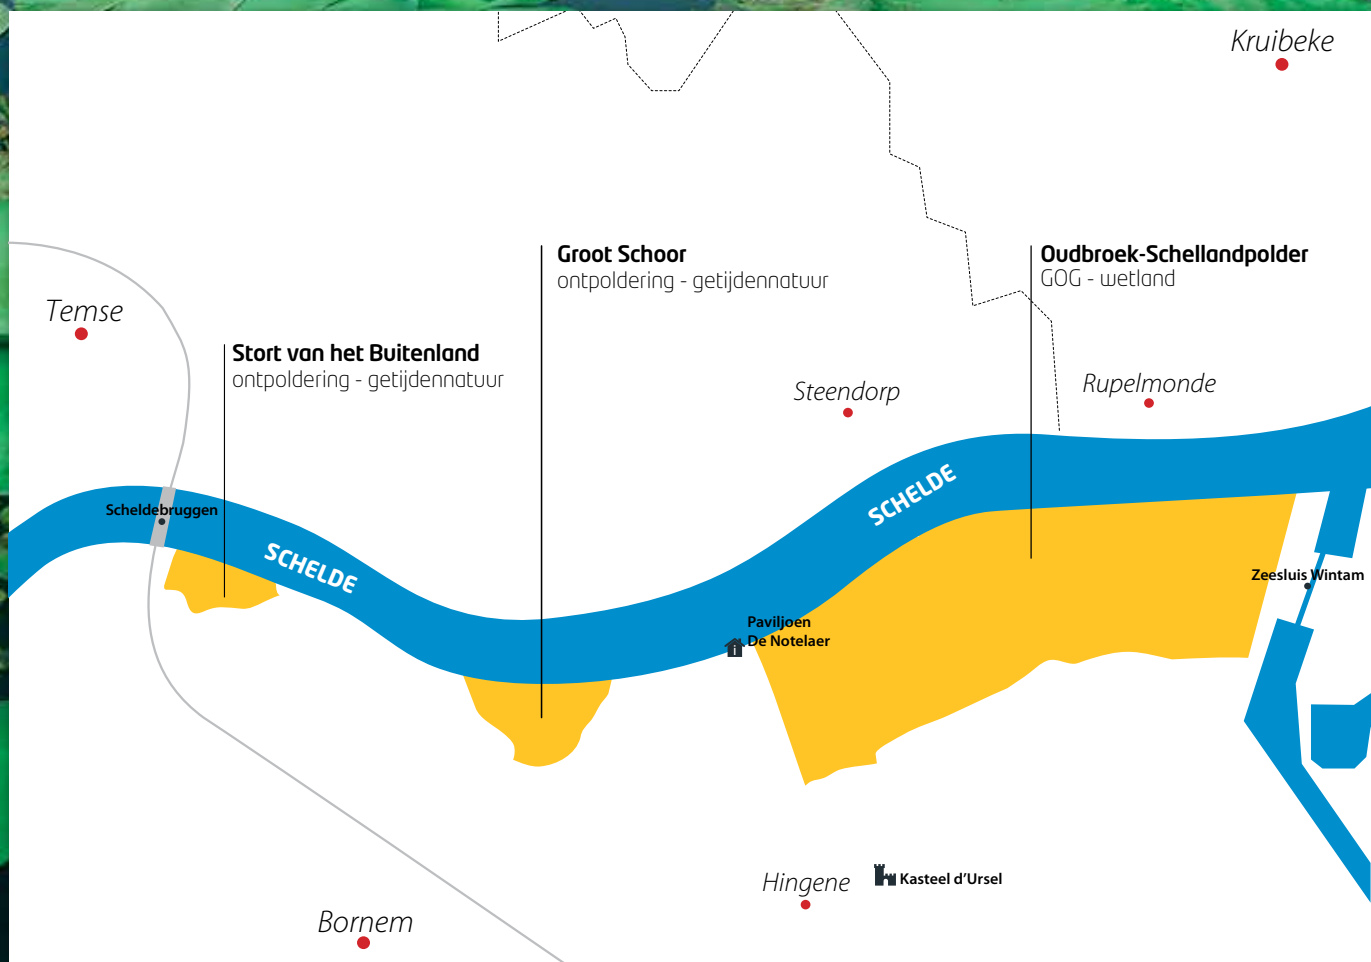 Kruibeke
Groot Schoor
ontpoldering - getijdennatuur
Oudbroek-Schellandpolder
GOG - wetland
Temse
Stort van het Buitenland
ontpoldering - getijdennatuur
Steendorp
Rupelmonde
SCHELDE
Scheldebruggen
SCHELDE
Zeesluis Wintam
Paviljoen
De Notelaer
Hingene
Kasteel d'Ursel
Bornem